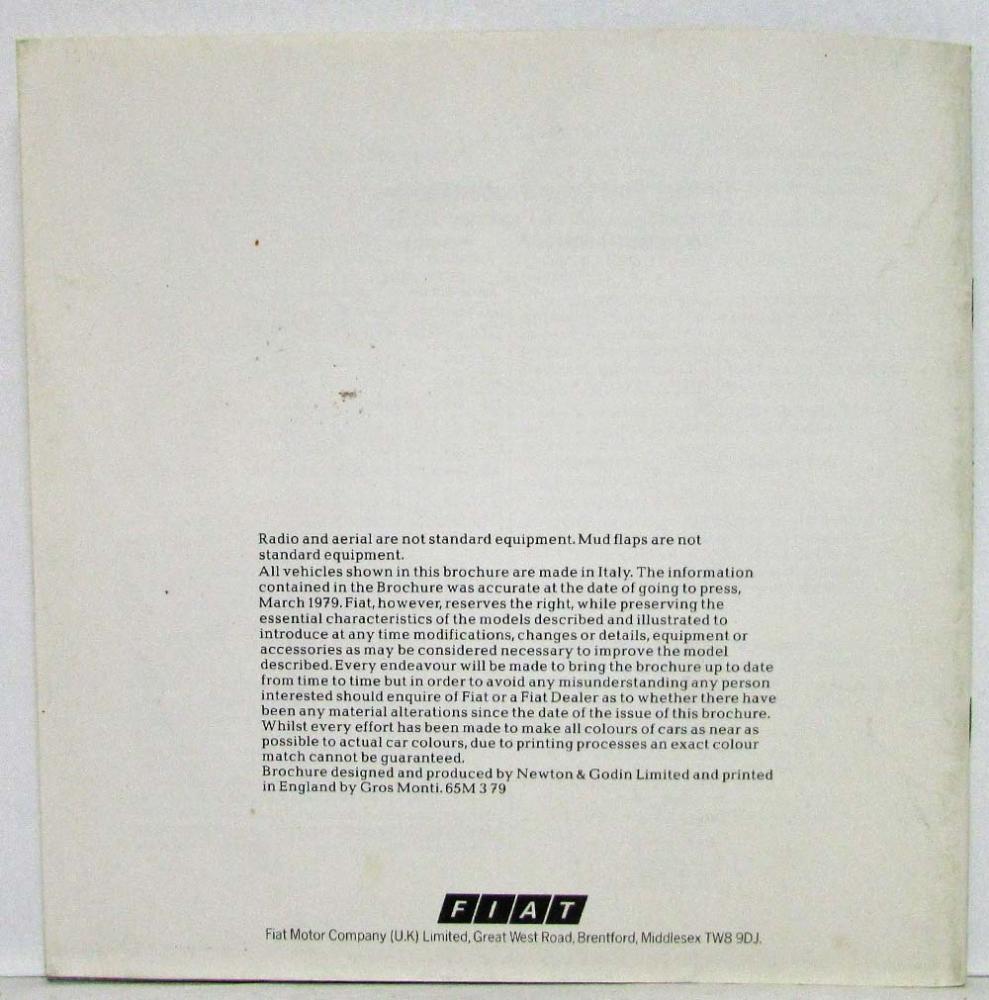 Radio and aerial are not standard equipment. Mud flaps are not
standard equipment.
All vehicles shown in this brochure are made in Italy. The information
contained in the Brochure was accurate at the date of going to press,
March 1979. Fiat, however, reserves the right, while preserving the
essential characteristics of the models described and illustrated to
introduce at any time modifications, changes or details, equipment or
accessories as may be considered necessary to improve the model
described. Every endeavour will be made to bring the brochure up to date
from time to time but in order to avoid any misunderstanding any person
interested should enquire of Fiat or a Fiat Dealer as to whether there have
been any material alterations since the date of the issue of this brochure.
Whilst every effort has been made to make all colours of cars as near as
possible to actual car colours, due to printing processes an exact colour
match cannot be guaranteed.
Brochure designed and produced by Newton & Godin Limited and printed
in England by Gros Monti. 65M 3 79
FIAT
Fiat Motor Company (U.K) Limited, Great West Road, Brentford, Middlesex TW8 9DJ.